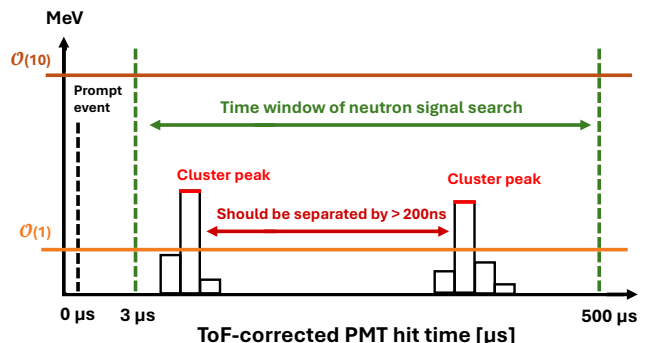 MeV
𝒪(10)
Prompt
event
Time window of neutron signal search
Cluster peak
Cluster peak
Should be separated by > 200ns
𝒪(1)
0 μs
3 μs
500 μs
ToF-corrected PMT hit time [μs]